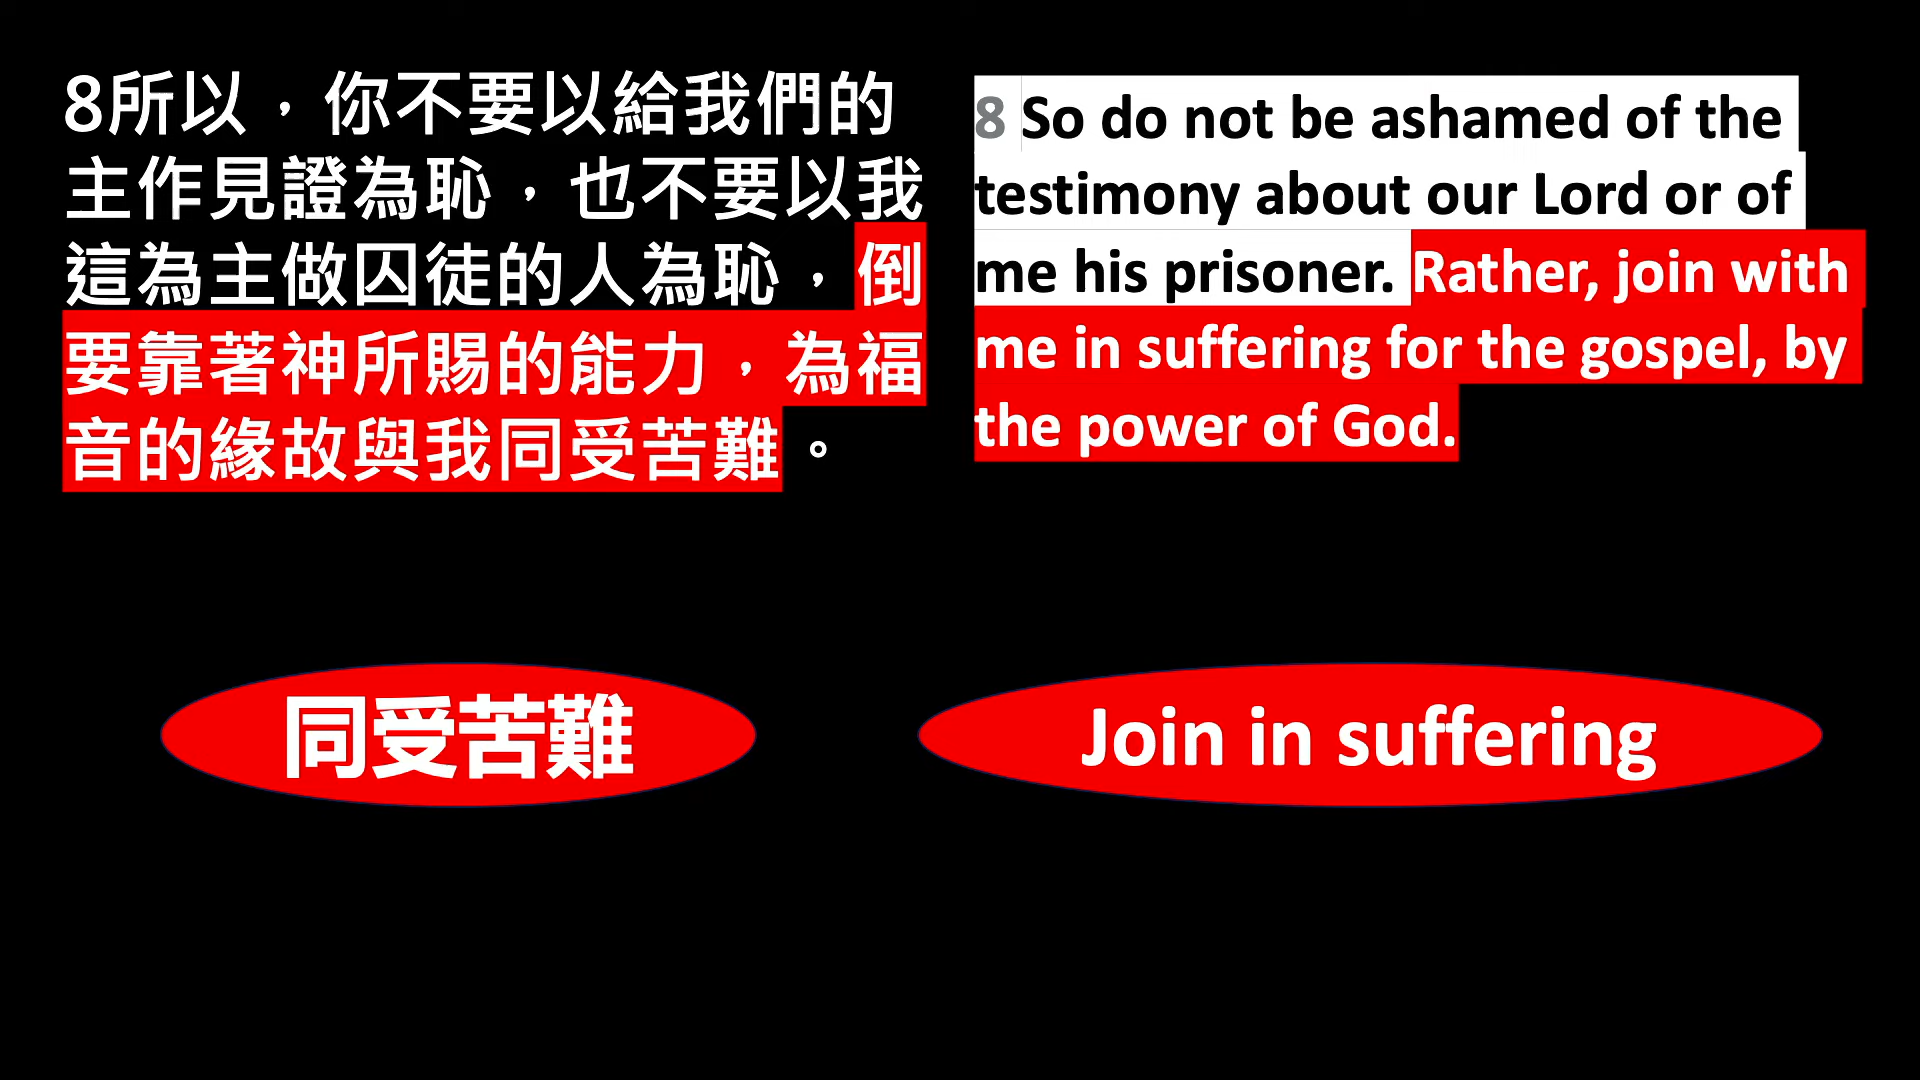 8所以，你不要以給我們的
主作見證為恥，也不要以我
這為主做囚徒的人為恥，倒
要靠著神所賜的能力，為福
音的緣故與我同受苦難。
8 So do not be ashamed of the
testimony about our Lord or of
me his prisoner. Rather, join with
me in suffering for the gospel, by
the power of God.
同受苦難
Join in suffering